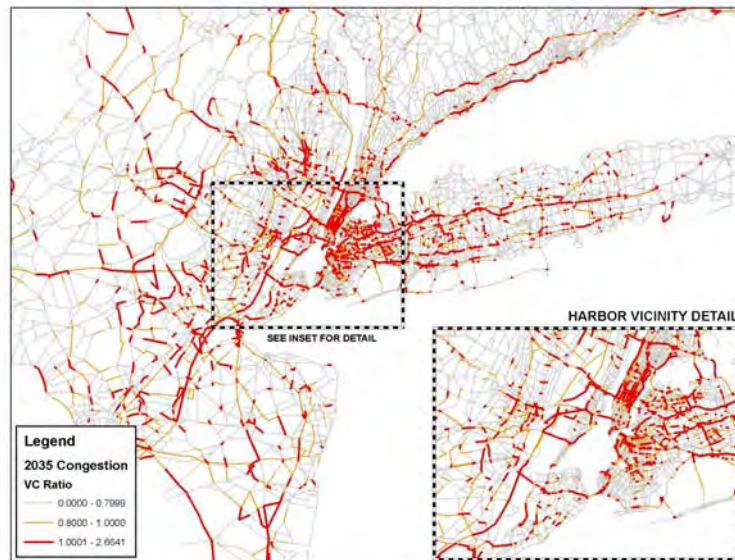 SEE INSET FOR DETAIL
HARBOR VICINITY DETAIL
Legend
2035 Congestion
VC Ratio
0.0000 - 0.7999
0.8000 - 1.0000
1.0001 - 2.6641